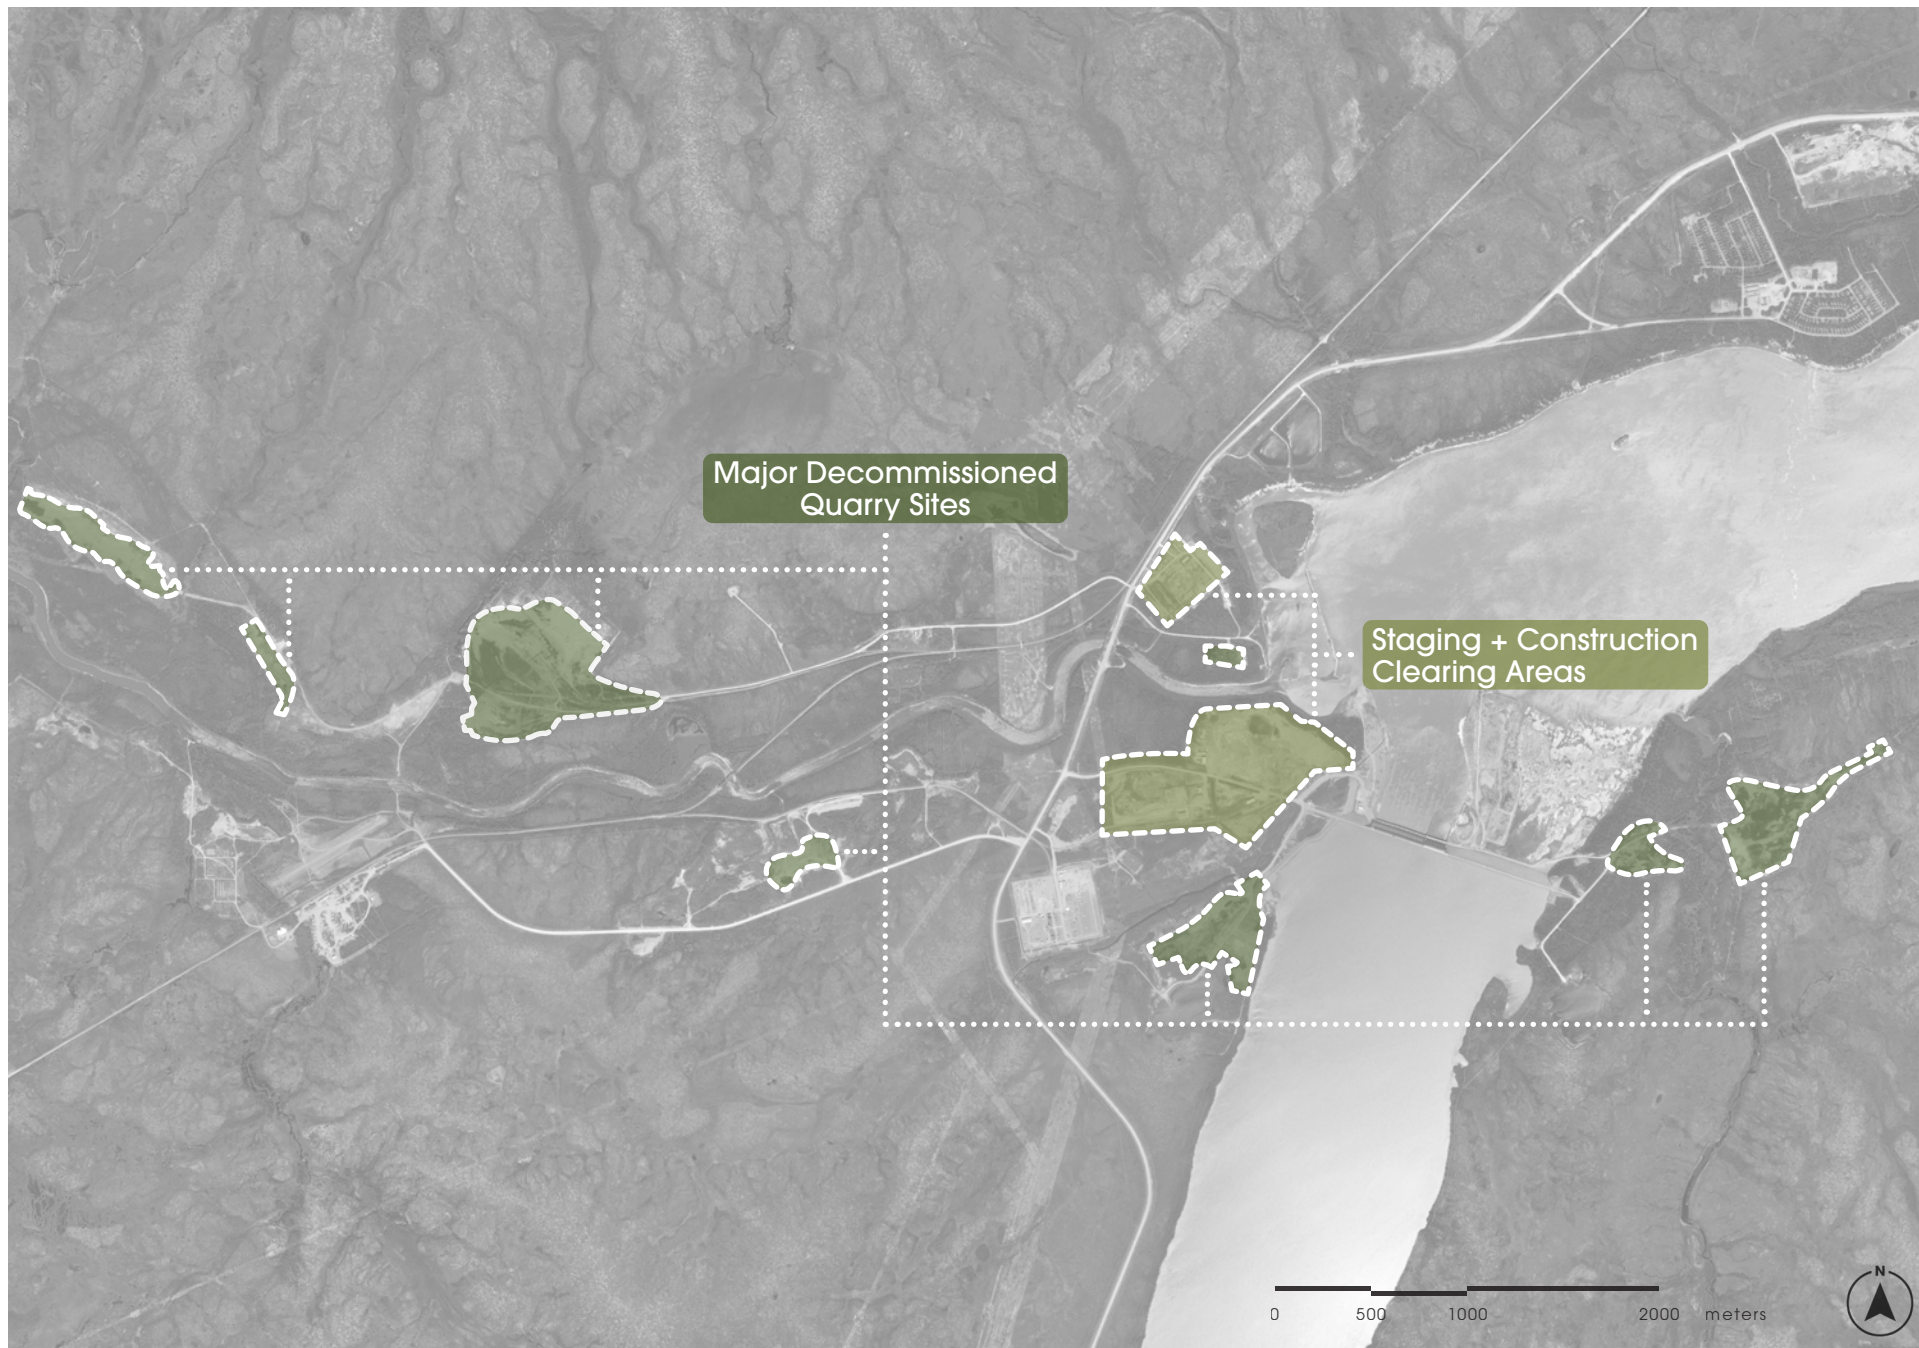 Major Decommissioned
Quarry Sites
Staging + Construction
Clearing Areas
0 500 1000 2000 meters
N